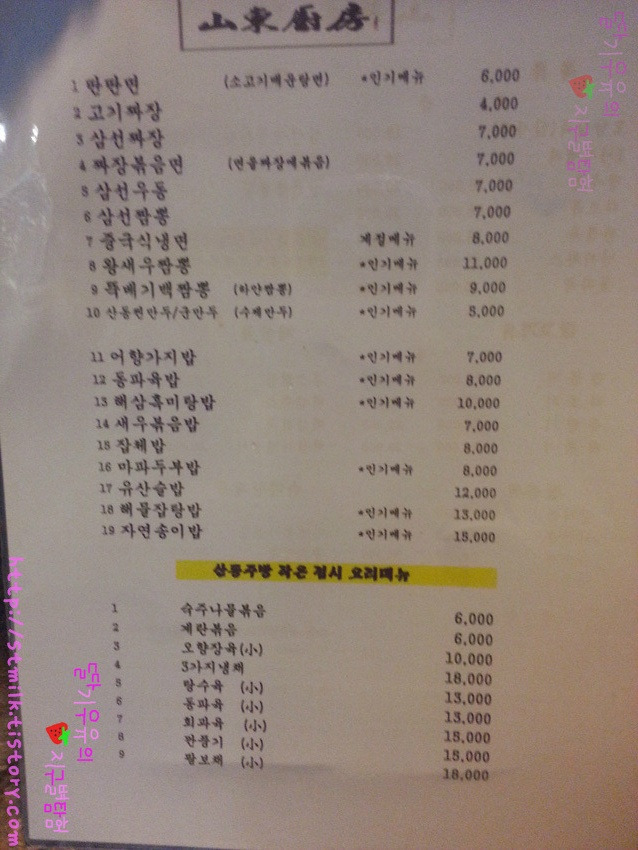 山東廚房
1 딴딴면 (소고기매운탕면) *인기메뉴 6,000
2 고기짜장 4,000
3 삼선짜장 7,000
4 짜장볶음면 (면을짜장에볶음) 7,000
5 삼선우동 7,000
6 삼선짬뽕 7,000
7 중국식냉면 계절메뉴 8,000
8 왕새우짬뽕 *인기메뉴 11,000
9 뚝배기백짬뽕 (하얀짬뽕) *인기메뉴 9,000
10 산동찐만두/군만두 (수제만두) *인기메뉴 5,000
11 어향가지밥 *인기메뉴 7,000
12 동파육밥 *인기메뉴 8,000
13 해삼흑미탕밥 *인기메뉴 10,000
14 새우볶음밥 7,000
15 잡채밥 8,000
16 마파두부밥 *인기메뉴 8,000
17 유산슬밥 12,000
18 해물잡탕밥 *인기메뉴 13,000
19 자연송이밥 *인기메뉴 15,000
산동주방 작은 접시 요리메뉴
1 숙주나물볶음 6,000
2 계란볶음 6,000
3 오향장육(小) 10,000
4 3가지냉채 18,000
5 탕수육 (小) 13,000
6 동파육 (小) 13,000
7 회과육 (小) 15,000
8 깐풍기 (小) 15,000
9 팔보채 (小) 18,000
딸기우유의
지구별탐험
딸기우유의
지구별탐험
http://stmilk.tistory.com